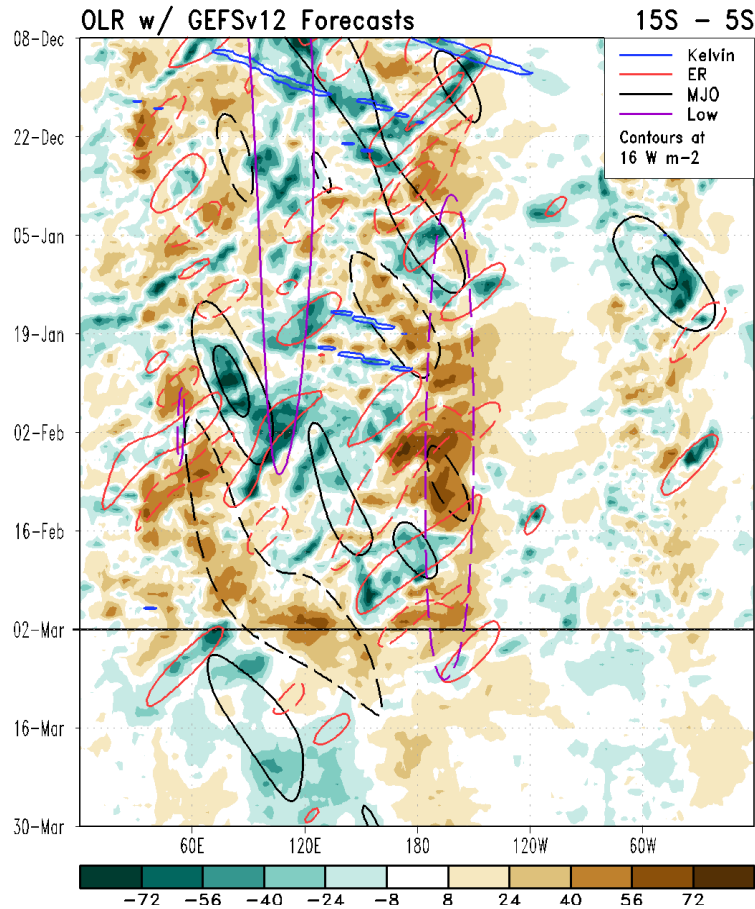 OLR w/ GEFSv12 Forecasts 15S - 5S
08-Dec
22-Dec
05-Jan
19-Jan
02-Feb
16-Feb
02-Mar
16-Mar
30-Mar
Kelvin
ER
MJO
Low
Contours at
16 W m-2
60E 120E 180 120W 60W
-72 -56 -40 -24 -8 8 24 40 56 72